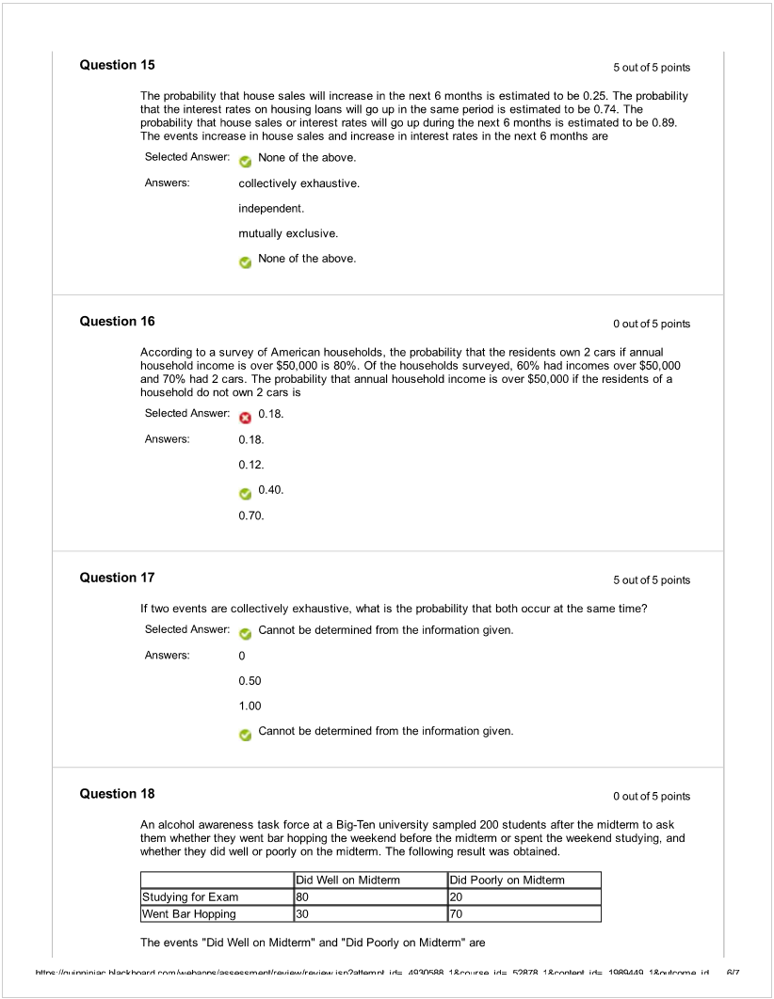 Question 15
5 out of 5 points
The probability that house sales will increase in the next 6 months is estimated to be 0.25. The probability
that the interest rates on housing loans will go up in the same period is estimated to be 0.74. The
probability that house sales or interest rates will go up during the next 6 months is estimated to be 0.89.
The events increase in house sales and increase in interest rates in the next 6 months are
Selected Answer: None of the above.
Answers: collectively exhaustive.
independent.
mutually exclusive.
None of the above.
Question 16
0 out of 5 points
According to a survey of American households, the probability that the residents own 2 cars if annual
household income is over $50,000 is 80%. Of the households surveyed, 60% had incomes over $50,000
and 70% had 2 cars. The probability that annual household income is over $50,000 if the residents of a
household do not own 2 cars is
Selected Answer: 0.18.
Answers: 0.18.
0.12.
0.40.
0.70.
Question 17
5 out of 5 points
If two events are collectively exhaustive, what is the probability that both occur at the same time?
Selected Answer: Cannot be determined from the information given.
Answers: 0
0.50
1.00
Cannot be determined from the information given.
Question 18
0 out of 5 points
An alcohol awareness task force at a Big-Ten university sampled 200 students after the midterm to ask
them whether they went bar hopping the weekend before the midterm or spent the weekend studying, and
whether they did well or poorly on the midterm. The following result was obtained.
Did Well on Midterm Did Poorly on Midterm
Studying for Exam 80 20
Went Bar Hopping 30 70
The events "Did Well on Midterm" and "Did Poorly on Midterm" are
https://quinnipiac.blackboard.com/webapps/assessment/review/review.jsp?attempt_id=_4930588_1&course_id=_52878_1&content_id=_1989449_1&outcome_id... 6/7